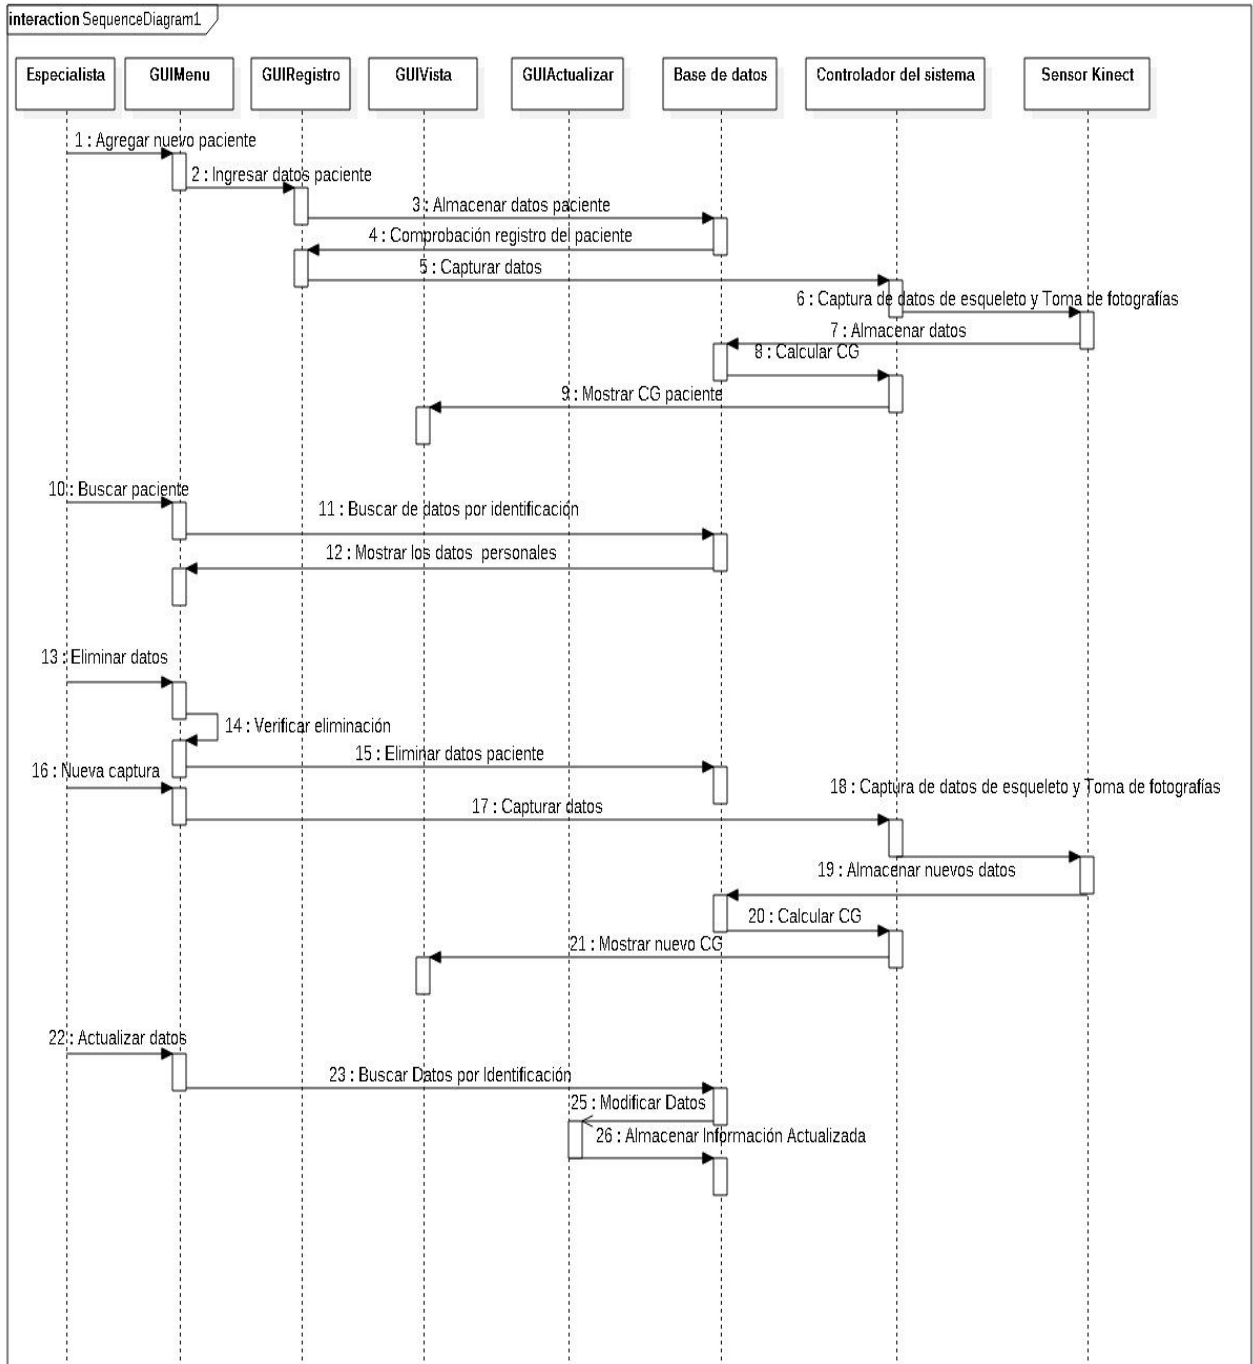 interaction SequenceDiagram1
Especialista
GUIMenu
GUIRegistro
GUIVista
GUIActualizar
Base de datos
Controlador del sistema
Sensor Kinect
1 : Agregar nuevo paciente
2 : Ingresar datos paciente
3 : Almacenar datos paciente
4 : Comprobación registro del paciente
5 : Capturar datos
6 : Captura de datos de esqueleto y Toma de fotografías
7 : Almacenar datos
8 : Calcular CG
9 : Mostrar CG paciente
10 : Buscar paciente
11 : Buscar de datos por identificación
12 : Mostrar los datos  personales
13 : Eliminar datos
14 : Verificar eliminación
15 : Eliminar datos paciente
16 : Nueva captura
18 : Captura de datos de esqueleto y Toma de fotografías
17 : Capturar datos
19 : Almacenar nuevos datos
20 : Calcular CG
21 : Mostrar nuevo CG
22 : Actualizar datos
23 : Buscar Datos por Identificación
25 : Modificar Datos
26 : Almacenar Información Actualizada